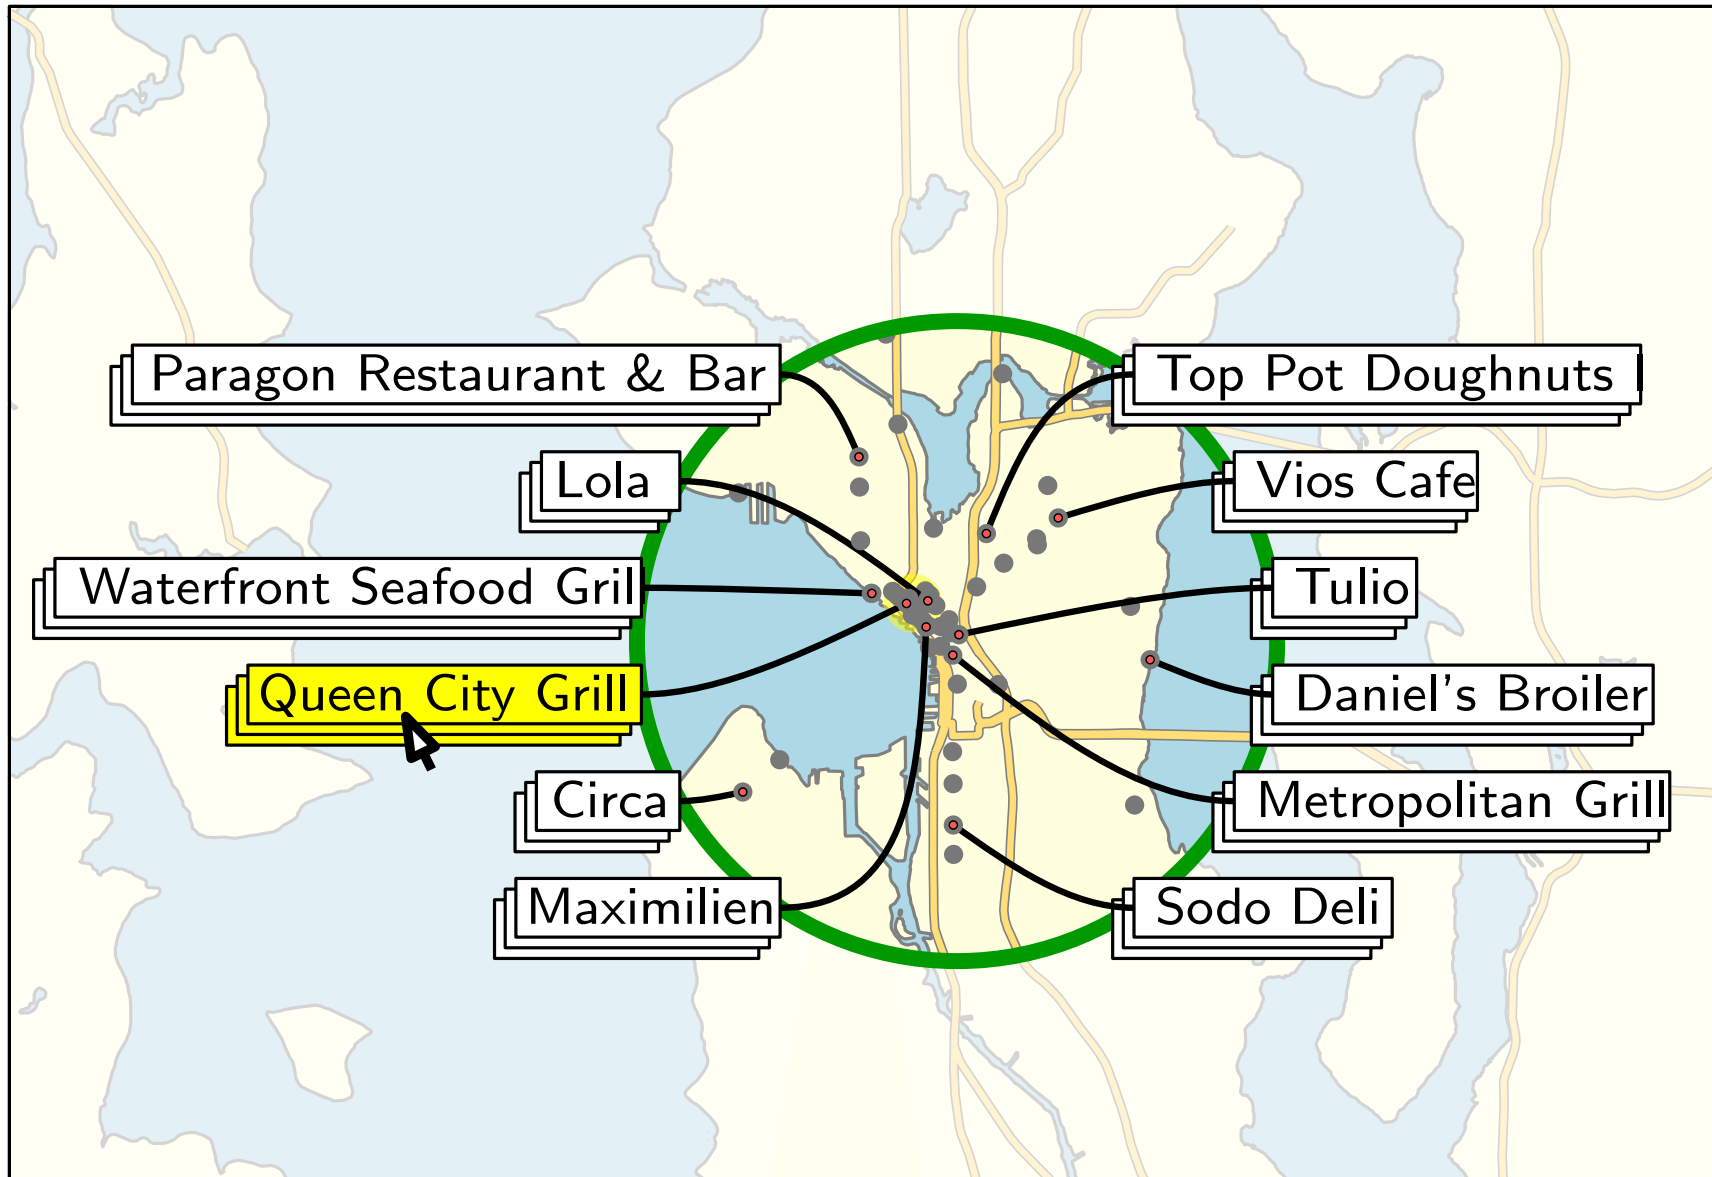 Paragon Restaurant & Bar
Top Pot Doughnuts I
Lola
Vios Cafe
Waterfront Seafood Gril
Tulio
Queen City Grill
Daniel's Broiler
Circa
Metropolitan Grill
Maximilien
Sodo Deli